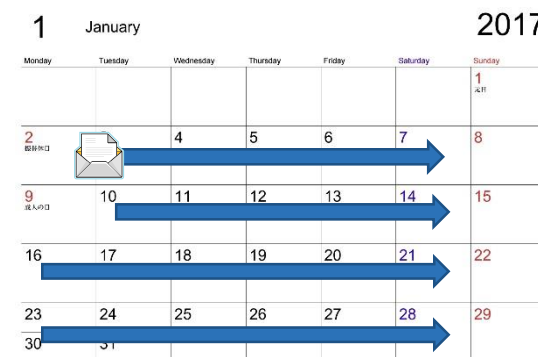 1 January 2017
Monday Tuesday Wednesday Thursday Friday Saturday Sunday
1
元日
2 4 5 6 7 8
振替休日
9 10 11 12 13 14 15
成人の日
16 17 18 19 20 21 22
23 24 25 26 27 28 29
30 31